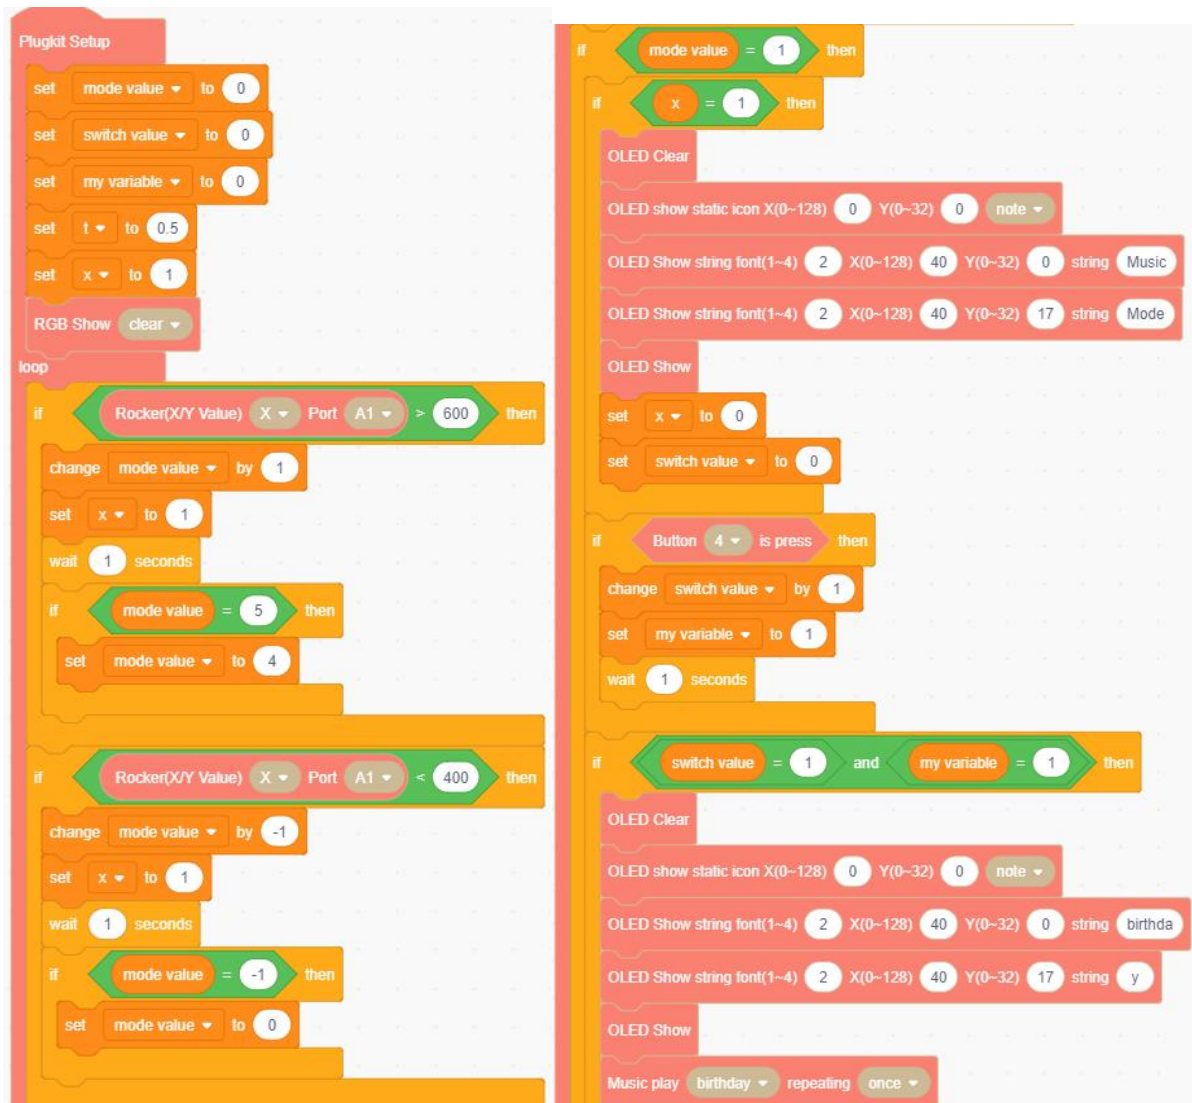 Plugkit Setup
set mode value to 0
set switch value to 0
set my variable to 0
set t to 0.5
set x to 1
RGB Show clear
loop
if Rocker(X/Y Value) X Port A1 > 600 then
change mode value by 1
set x to 1
wait 1 seconds
if mode value = 5 then
set mode value to 4
if Rocker(X/Y Value) X Port A1 < 400 then
change mode value by -1
set x to 1
wait 1 seconds
if mode value = -1 then
set mode value to 0
if mode value = 1 then
if x = 1 then
OLED Clear
OLED show static icon X(0~128) 0 Y(0~32) 0 note
OLED Show string font(1~4) 2 X(0~128) 40 Y(0~32) 0 string Music
OLED Show string font(1~4) 2 X(0~128) 40 Y(0~32) 17 string Mode
OLED Show
set x to 0
set switch value to 0
if Button 4 is press then
change switch value by 1
set my variable to 1
wait 1 seconds
if switch value = 1 and my variable = 1 then
OLED Clear
OLED show static icon X(0~128) 0 Y(0~32) 0 note
OLED Show string font(1~4) 2 X(0~128) 40 Y(0~32) 0 string birthda
OLED Show string font(1~4) 2 X(0~128) 40 Y(0~32) 17 string y
OLED Show
Music play birthday repeating once